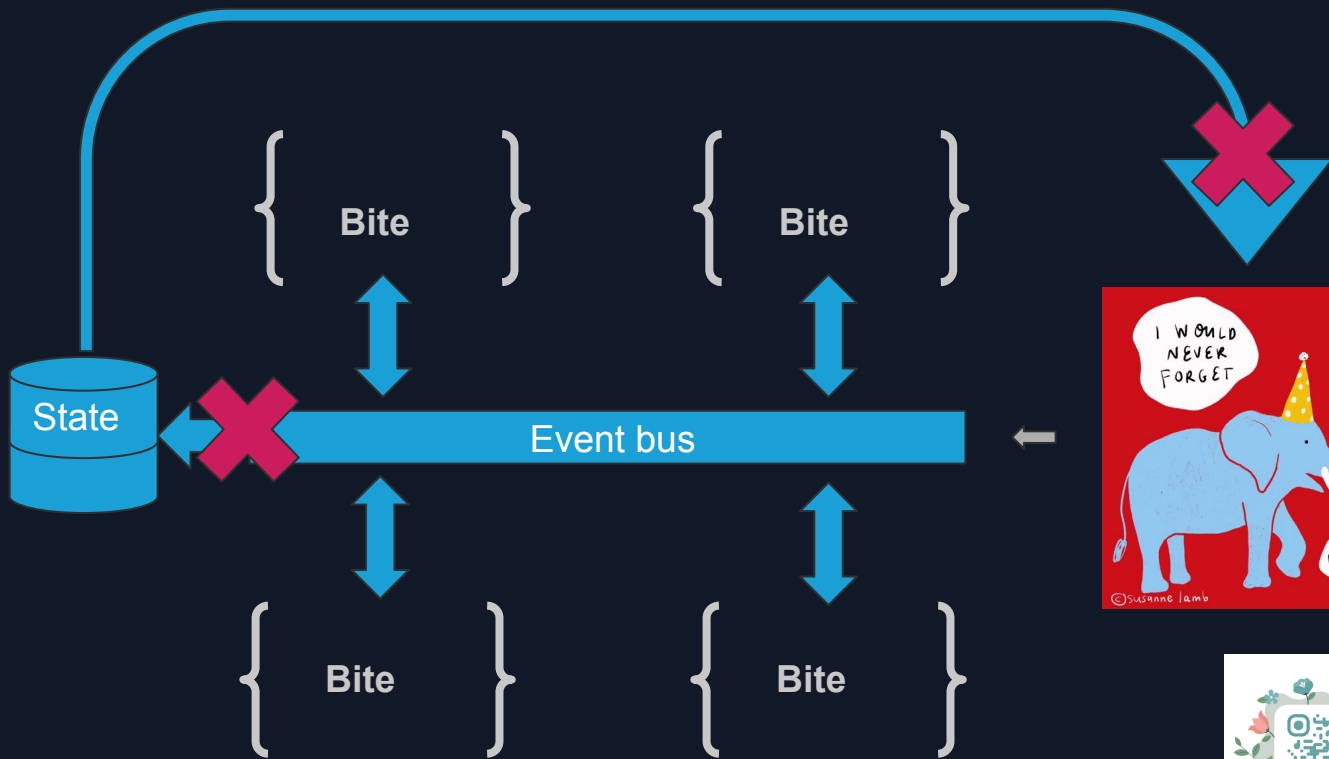 Bite
Bite
I WOULD
NEVER
FORGET
State
Event bus
©susanne lamb
Bite
Bite